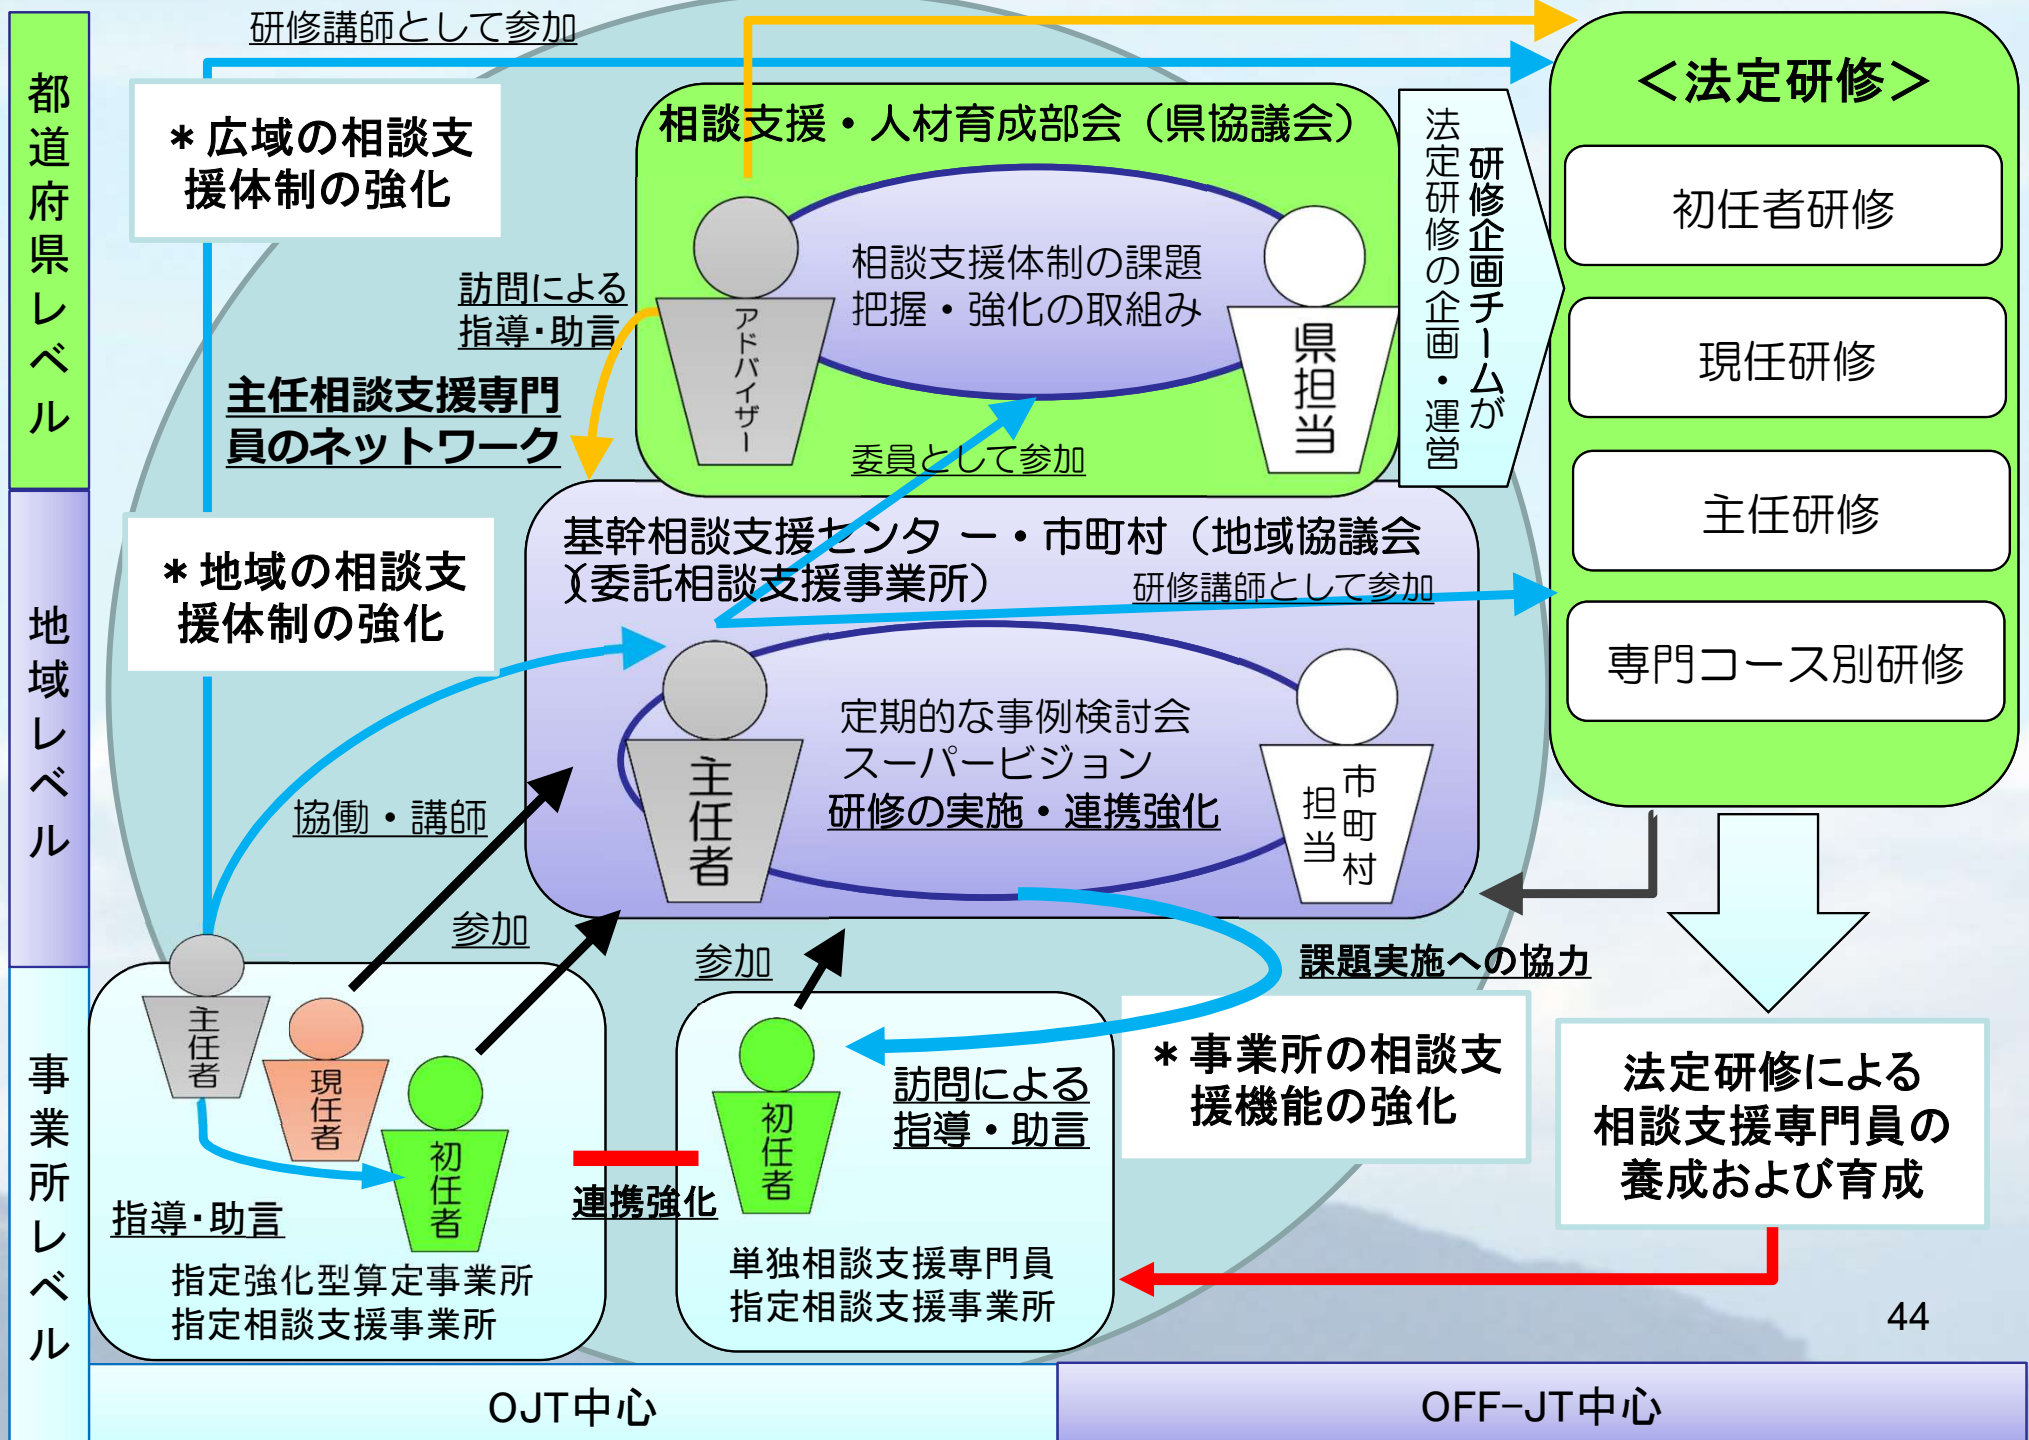 都道府県レベル
地域レベル
事業所レベル
研修講師として参加
＊広域の相談支
援体制の強化
相談支援・人材育成部会（県協議会）
相談支援体制の課題
把握・強化の取組み
アドバイザー
県担当
訪問による
指導・助言
主任相談支援専門
員のネットワーク
委員として参加
研修企画チームが
法定研修の企画・運営
＜法定研修＞
初任者研修
現任研修
主任研修
専門コース別研修
＊地域の相談支
援体制の強化
基幹相談支援センタ ー・市町村（地域協議会
）（委託相談支援事業所）
研修講師として参加
定期的な事例検討会
スーパービジョン
研修の実施・連携強化
主任者
市町村
担当
協働・講師
参加
参加
課題実施への協力
主任者
現任者
初任者
指導・助言
指定強化型算定事業所
指定相談支援事業所
連携強化
初任者
訪問による
指導・助言
単独相談支援専門員
指定相談支援事業所
＊事業所の相談支
援機能の強化
法定研修による
相談支援専門員の
養成および育成
44
OJT中心
OFF-JT中心